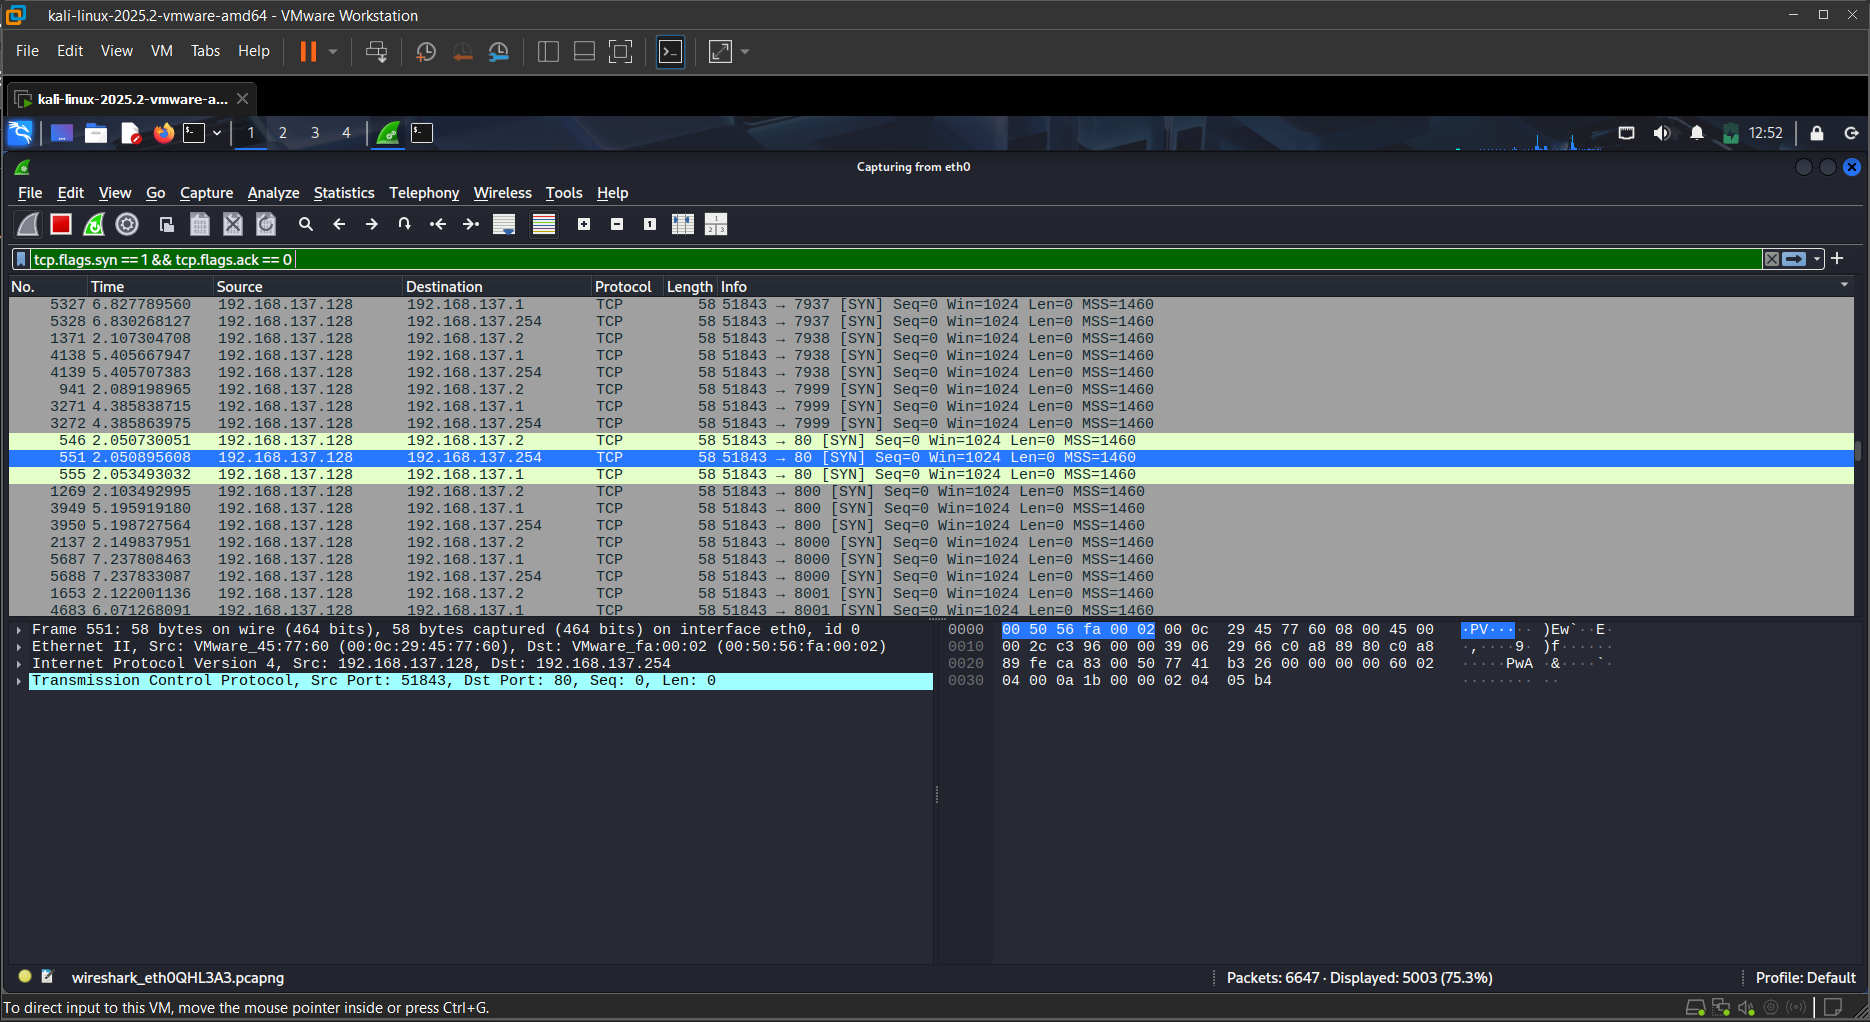 kali-linux-2025.2-vmware-amd64 - VMware Workstation
File Edit View VM Tabs Help
kali-linux-2025.2-vmware-a...
1 2 3 4 12:52
Capturing from eth0
File Edit View Go Capture Analyze Statistics Telephony Wireless Tools Help
tcp.flags.syn == 1 && tcp.flags.ack == 0
No. Time Source Destination Protocol Length Info
5327 6.827789560 192.168.137.128 192.168.137.1 TCP 58 51843 → 7937 [SYN] Seq=0 Win=1024 Len=0 MSS=1460
5328 6.830268127 192.168.137.128 192.168.137.254 TCP 58 51843 → 7937 [SYN] Seq=0 Win=1024 Len=0 MSS=1460
1371 2.107304708 192.168.137.128 192.168.137.2 TCP 58 51843 → 7938 [SYN] Seq=0 Win=1024 Len=0 MSS=1460
4138 5.405667947 192.168.137.128 192.168.137.1 TCP 58 51843 → 7938 [SYN] Seq=0 Win=1024 Len=0 MSS=1460
4139 5.405707383 192.168.137.128 192.168.137.254 TCP 58 51843 → 7938 [SYN] Seq=0 Win=1024 Len=0 MSS=1460
941 2.089198965 192.168.137.128 192.168.137.2 TCP 58 51843 → 7999 [SYN] Seq=0 Win=1024 Len=0 MSS=1460
3271 4.385838715 192.168.137.128 192.168.137.1 TCP 58 51843 → 7999 [SYN] Seq=0 Win=1024 Len=0 MSS=1460
3272 4.385863975 192.168.137.128 192.168.137.254 TCP 58 51843 → 7999 [SYN] Seq=0 Win=1024 Len=0 MSS=1460
546 2.050730051 192.168.137.128 192.168.137.2 TCP 58 51843 → 80 [SYN] Seq=0 Win=1024 Len=0 MSS=1460
551 2.050895608 192.168.137.128 192.168.137.254 TCP 58 51843 → 80 [SYN] Seq=0 Win=1024 Len=0 MSS=1460
555 2.053493032 192.168.137.128 192.168.137.1 TCP 58 51843 → 80 [SYN] Seq=0 Win=1024 Len=0 MSS=1460
1269 2.103492995 192.168.137.128 192.168.137.2 TCP 58 51843 → 800 [SYN] Seq=0 Win=1024 Len=0 MSS=1460
3949 5.195919180 192.168.137.128 192.168.137.1 TCP 58 51843 → 800 [SYN] Seq=0 Win=1024 Len=0 MSS=1460
3950 5.198727564 192.168.137.128 192.168.137.254 TCP 58 51843 → 800 [SYN] Seq=0 Win=1024 Len=0 MSS=1460
2137 2.149837951 192.168.137.128 192.168.137.2 TCP 58 51843 → 8000 [SYN] Seq=0 Win=1024 Len=0 MSS=1460
5687 7.237808463 192.168.137.128 192.168.137.1 TCP 58 51843 → 8000 [SYN] Seq=0 Win=1024 Len=0 MSS=1460
5688 7.237833087 192.168.137.128 192.168.137.254 TCP 58 51843 → 8000 [SYN] Seq=0 Win=1024 Len=0 MSS=1460
1653 2.122001136 192.168.137.128 192.168.137.2 TCP 58 51843 → 8001 [SYN] Seq=0 Win=1024 Len=0 MSS=1460
4683 6.071268091 192.168.137.128 192.168.137.1 TCP 58 51843 → 8001 [SYN] Seq=0 Win=1024 Len=0 MSS=1460
Frame 551: 58 bytes on wire (464 bits), 58 bytes captured (464 bits) on interface eth0, id 0
Ethernet II, Src: VMware_45:77:60 (00:0c:29:45:77:60), Dst: VMware_fa:00:02 (00:50:56:fa:00:02)
Internet Protocol Version 4, Src: 192.168.137.128, Dst: 192.168.137.254
Transmission Control Protocol, Src Port: 51843, Dst Port: 80, Seq: 0, Len: 0
0000 00 50 56 fa 00 02 00 0c 29 45 77 60 08 00 45 00 ·PV····· )Ew`··E·
0010 00 2c c3 96 00 00 39 06 29 66 c0 a8 89 80 c0 a8 ·,····9· )f······
0020 89 fe ca 83 00 50 77 41 b3 26 00 00 00 00 60 02 ·····PwA ·&····`·
0030 04 00 0a 1b 00 00 02 04 05 b4 ········ ··
wireshark_eth0QHL3A3.pcapng
Packets: 6647 · Displayed: 5003 (75.3%)
Profile: Default
To direct input to this VM, move the mouse pointer inside or press Ctrl+G.